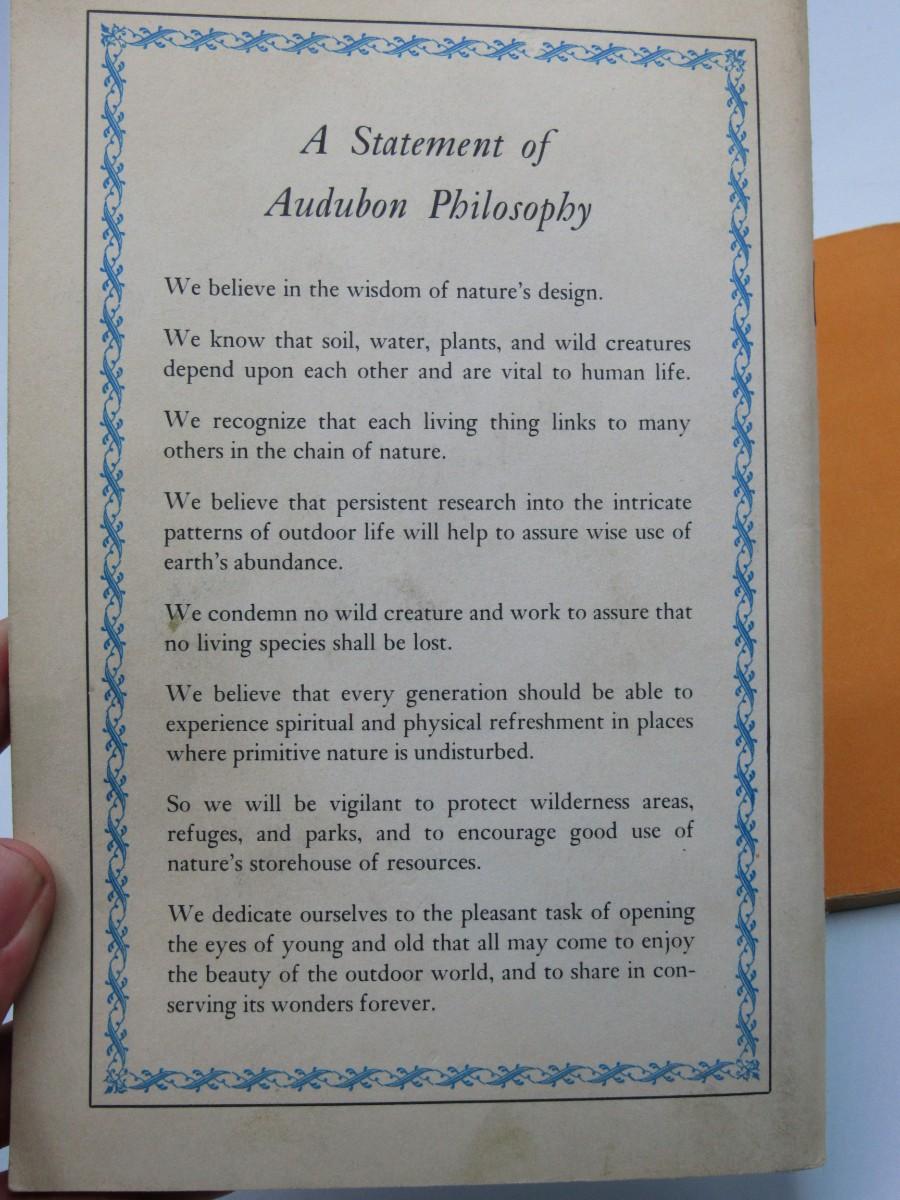 A Statement of
Audubon Philosophy
We believe in the wisdom of nature's design.
We know that soil, water, plants, and wild creatures
depend upon each other and are vital to human life.
We recognize that each living thing links to many
others in the chain of nature.
We believe that persistent research into the intricate
patterns of outdoor life will help to assure wise use of
earth's abundance.
We condemn no wild creature and work to assure that
no living species shall be lost.
We believe that every generation should be able to
experience spiritual and physical refreshment in places
where primitive nature is undisturbed.
So we will be vigilant to protect wilderness areas,
refuges, and parks, and to encourage good use of
nature's storehouse of resources.
We dedicate ourselves to the pleasant task of opening
the eyes of young and old that all may come to enjoy
the beauty of the outdoor world, and to share in con-
serving its wonders forever.